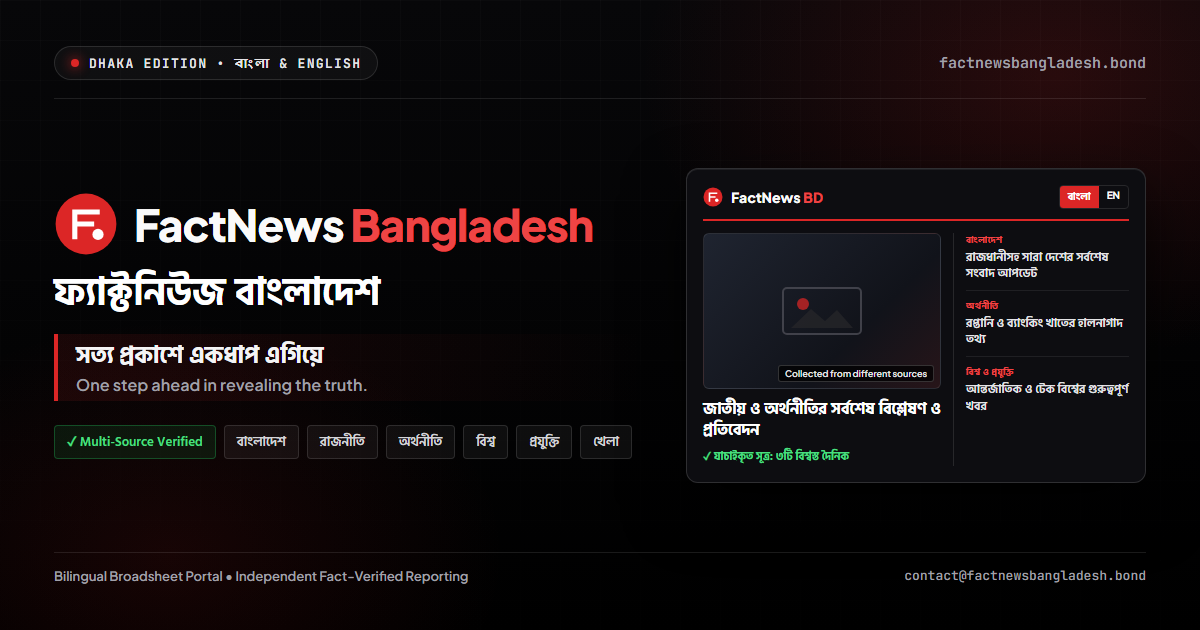 DHAKA EDITION • বাংলা & ENGLISH
factnewsbangladesh.bond
F. FactNews Bangladesh
ফ্যাক্টনিউজ বাংলাদেশ
সত্য প্রকাশে একধাপ এগিয়ে
One step ahead in revealing the truth.
✓ Multi-Source Verified
বাংলাদেশ
রাজনীতি
অর্থনীতি
বিশ্ব
প্রযুক্তি
খেলা
F. FactNews BD
বাংলা EN
Collected from different sources
জাতীয় ও অর্থনীতির সর্বশেষ বিশ্লেষণ ও
প্রতিবেদন
✓ যাচাইকৃত সূত্র: ৩টি বিশ্বস্ত দৈনিক
বাংলাদেশ
রাজধানীসহ সারা দেশের সর্বশেষ
সংবাদ আপডেট
অর্থনীতি
রপ্তানি ও ব্যাংকিং খাতের হালনাগাদ
তথ্য
বিশ্ব ও প্রযুক্তি
আন্তর্জাতিক ও টেক বিশ্বের গুরুত্বপূর্ণ
খবর
Bilingual Broadsheet Portal • Independent Fact-Verified Reporting
contact@factnewsbangladesh.bond